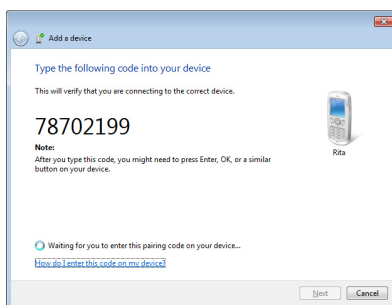 Add a device
Type the following code into your device
This will verify that you are connecting to the correct device.
78702199
Note:
After you type this code, you might need to press Enter, OK, or a similar
button on your device.
Rita
Waiting for you to enter this pairing code on your device...
How do I enter this code on my device?
Next
Cancel